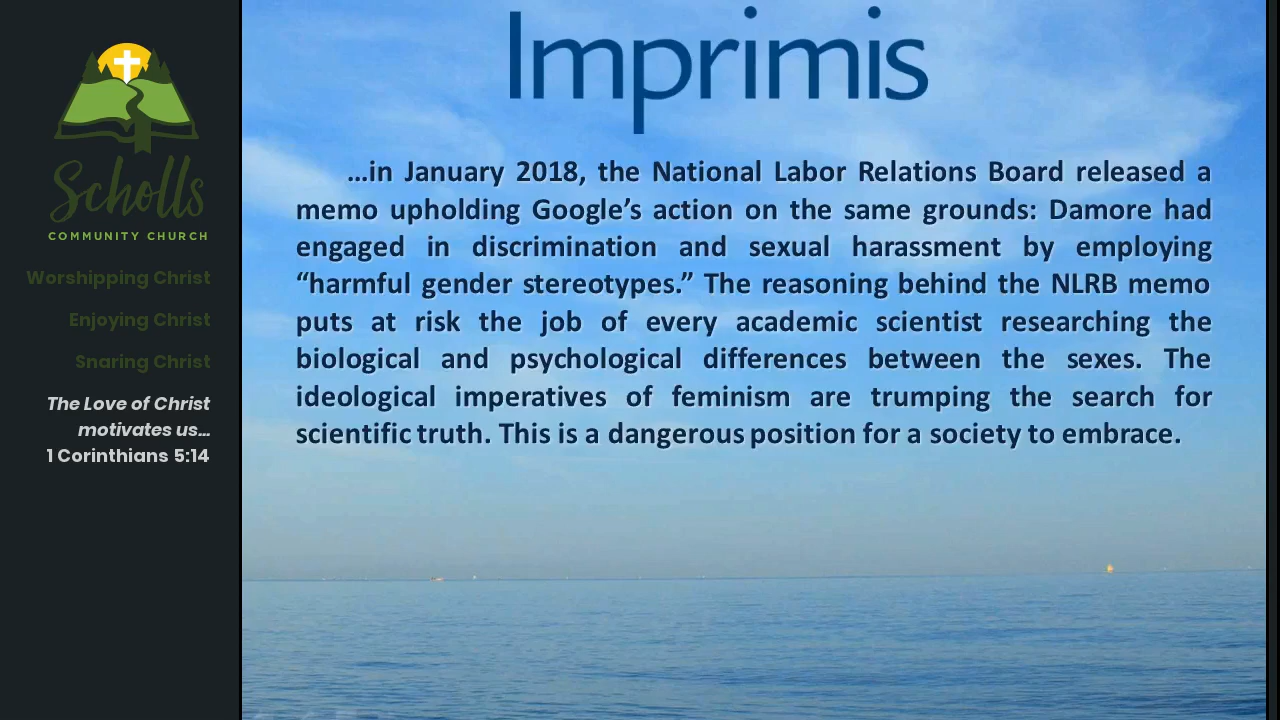 Scholls
COMMUNITY CHURCH
Worshipping Christ
Enjoying Christ
Snaring Christ
The Love of Christ
motivates us...
1 Corinthians 5:14
Imprimis
...in January 2018, the National Labor Relations Board released a
memo upholding Google’s action on the same grounds: Damore had
engaged in discrimination and sexual harassment by employing
“harmful gender stereotypes.” The reasoning behind the NLRB memo
puts at risk the job of every academic scientist researching the
biological and psychological differences between the sexes. The
ideological imperatives of feminism are trumping the search for
scientific truth. This is a dangerous position for a society to embrace.